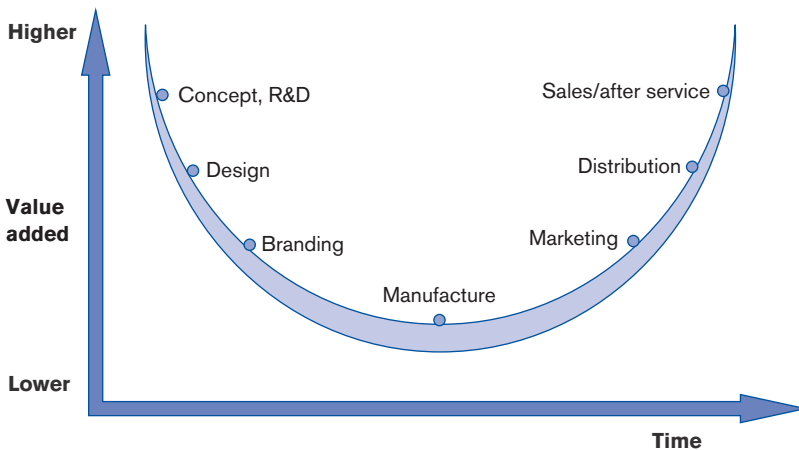 Higher
Concept, R&D
Sales/after service
Design
Distribution
Value
added
Branding
Marketing
Manufacture
Lower
Time